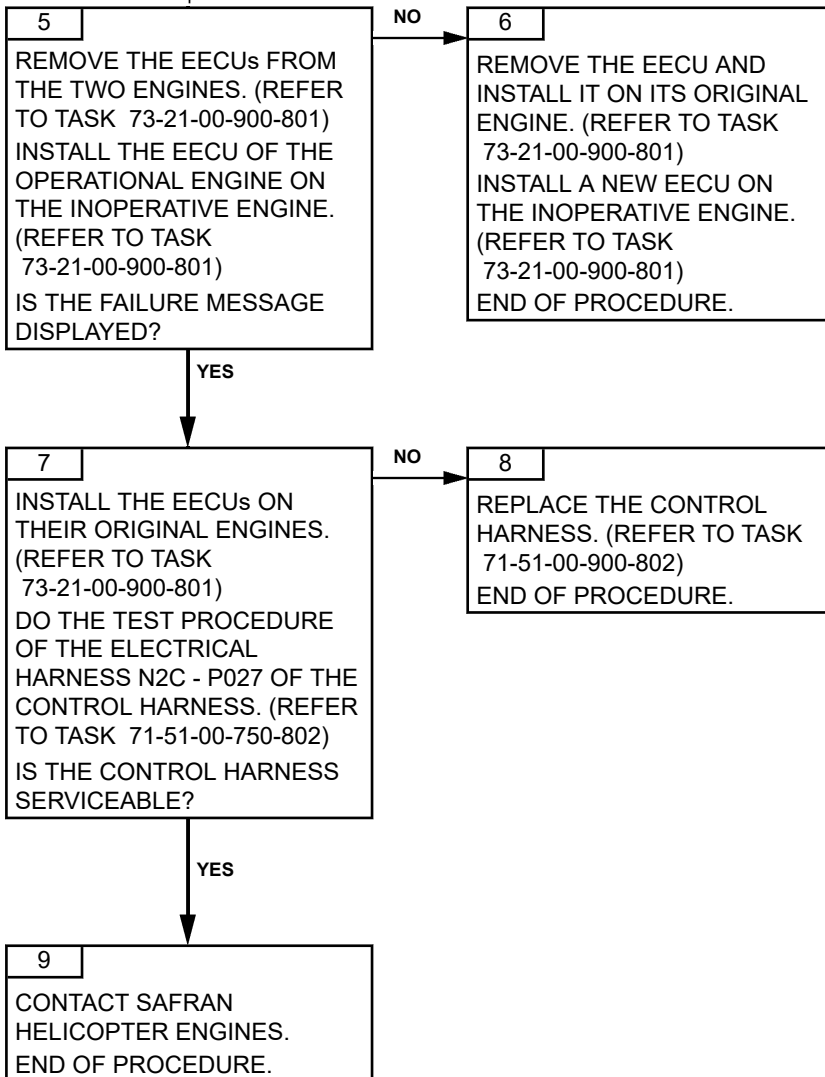 5
REMOVE THE EECUs FROM
THE TWO ENGINES. (REFER
TO TASK 73-21-00-900-801)
INSTALL THE EECU OF THE
OPERATIONAL ENGINE ON
THE INOPERATIVE ENGINE.
(REFER TO TASK
73-21-00-900-801)
IS THE FAILURE MESSAGE
DISPLAYED?
NO
6
REMOVE THE EECU AND
INSTALL IT ON ITS ORIGINAL
ENGINE. (REFER TO TASK
73-21-00-900-801)
INSTALL A NEW EECU ON
THE INOPERATIVE ENGINE.
(REFER TO TASK
73-21-00-900-801)
END OF PROCEDURE.
YES
7
INSTALL THE EECUs ON
THEIR ORIGINAL ENGINES.
(REFER TO TASK
73-21-00-900-801)
DO THE TEST PROCEDURE
OF THE ELECTRICAL
HARNESS N2C - P027 OF THE
CONTROL HARNESS. (REFER
TO TASK 71-51-00-750-802)
IS THE CONTROL HARNESS
SERVICEABLE?
NO
8
REPLACE THE CONTROL
HARNESS. (REFER TO TASK
71-51-00-900-802)
END OF PROCEDURE.
YES
9
CONTACT SAFRAN
HELICOPTER ENGINES.
END OF PROCEDURE.